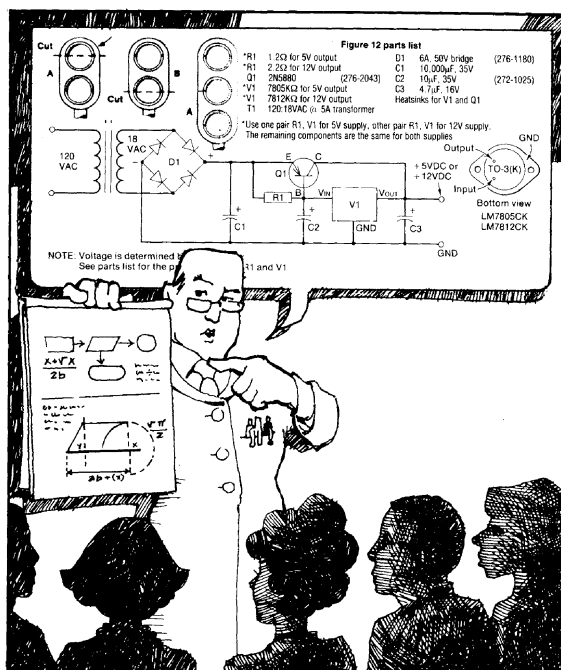 Cut
A
B
Cut
A
Figure 12 parts list
*R1 1.2Ω for 5V output
*R1 2.2Ω for 12V output
Q1 2N5880 (276-2043)
*V1 7805KΩ for 5V output
*V1 7812KΩ for 12V output
T1 120:18VAC @ 5A transformer
D1 6A, 50V bridge (276-1180)
C1 10,000µF, 35V
C2 10µF, 35V (272-1025)
C3 4.7µF, 16V
Heatsinks for V1 and Q1
*Use one pair R1, V1 for 5V supply, other pair R1, V1 for 12V supply.
The remaining components are the same for both supplies
120
VAC
18
VAC
D1
+
E
C
Q1
B
R1
VIN
VOUT
V1
GND
+
C1
+
C2
+
C3
+5VDC or
+12VDC
GND
Output
GND
TO-3(K)
Input
Bottom view
LM7805CK
LM7812CK
NOTE: Voltage is determined
See parts list for the R1 and V1
x+√x
2b
y
x
√π
2
2b+(y)